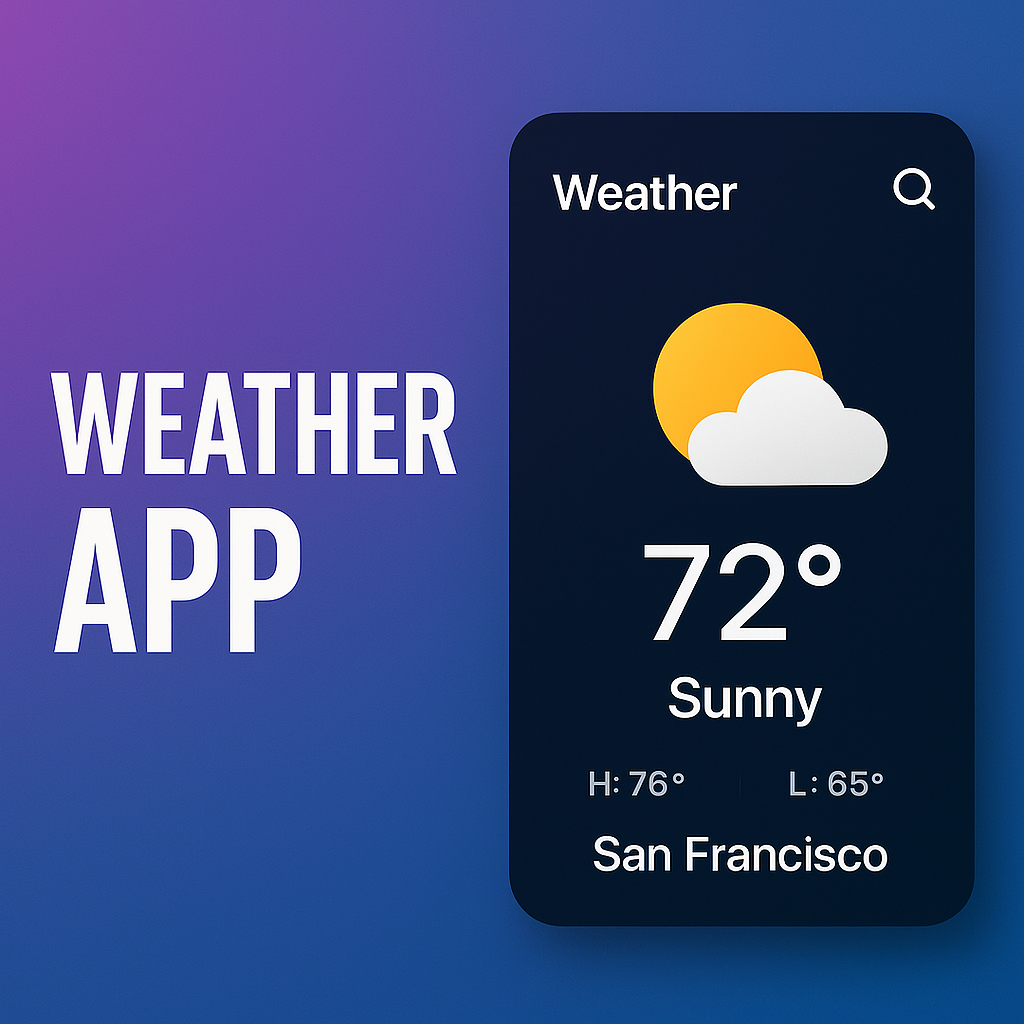 WEATHER
APP
Weather
72°
Sunny
H: 76° L: 65°
San Francisco